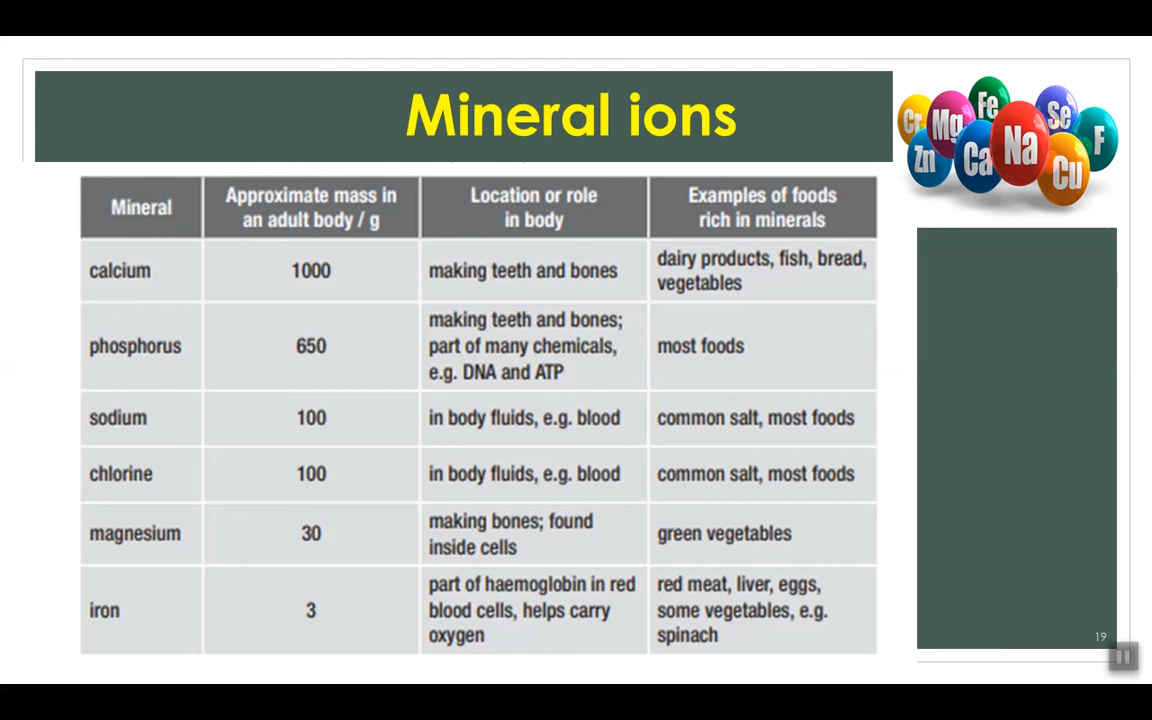 Mineral ions
Cr
Mg
Fe
Se
F
Zn
Ca
Na
Cu
Mineral
Approximate mass in
an adult body / g
Location or role
in body
Examples of foods
rich in minerals
calcium
1000
making teeth and bones
dairy products, fish, bread,
vegetables
phosphorus
650
making teeth and bones;
part of many chemicals,
e.g. DNA and ATP
most foods
sodium
100
in body fluids, e.g. blood
common salt, most foods
chlorine
100
in body fluids, e.g. blood
common salt, most foods
magnesium
30
making bones; found
inside cells
green vegetables
iron
3
part of haemoglobin in red
blood cells, helps carry
oxygen
red meat, liver, eggs,
some vegetables, e.g.
spinach
19